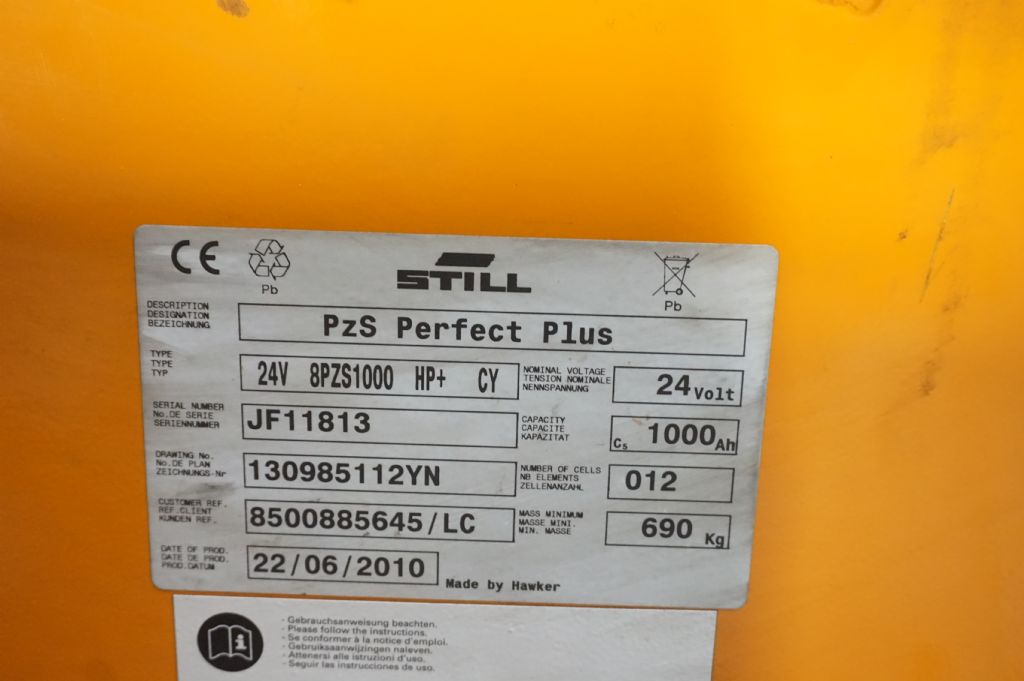 CE
Pb
STILL
Pb
DESCRIPTION
DESIGNATION
BEZEICHNUNG
PzS Perfect Plus
TYPE
TYPE
TYP
24V 8PZS1000 HP+ CY
NOMINAL VOLTAGE
TENSION NOMINALE
NENNSPANNUNG
24 Volt
SERIAL NUMBER
No.DE SERIE
SERIENNUMMER
JF11813
CAPACITY
CAPACITE
KAPAZITAT
C5 1000 Ah
DRAWING No.
No.DE PLAN
ZEICHNUNGS-Nr
130985112YN
NUMBER OF CELLS
NB ELEMENTS
ZELLENANZAHL
012
CUSTOMER REF.
REF.CLIENT
KUNDEN REF.
8500885645/LC
MASS MINIMUM
MASSE MINI.
MIN. MASSE
690 Kg
DATE OF PROD.
DATE DE PROD.
PROD.DATUM
22/06/2010
Made by Hawker
- Gebrauchsanweisung beachten.
- Please follow the instructions.
- Se conformer à la notice d'emploi.
- Gebruiksaanwijzingen naleven.
- Attenersi alle istruzioni d'uso.
- Seguir las instrucciones de uso.